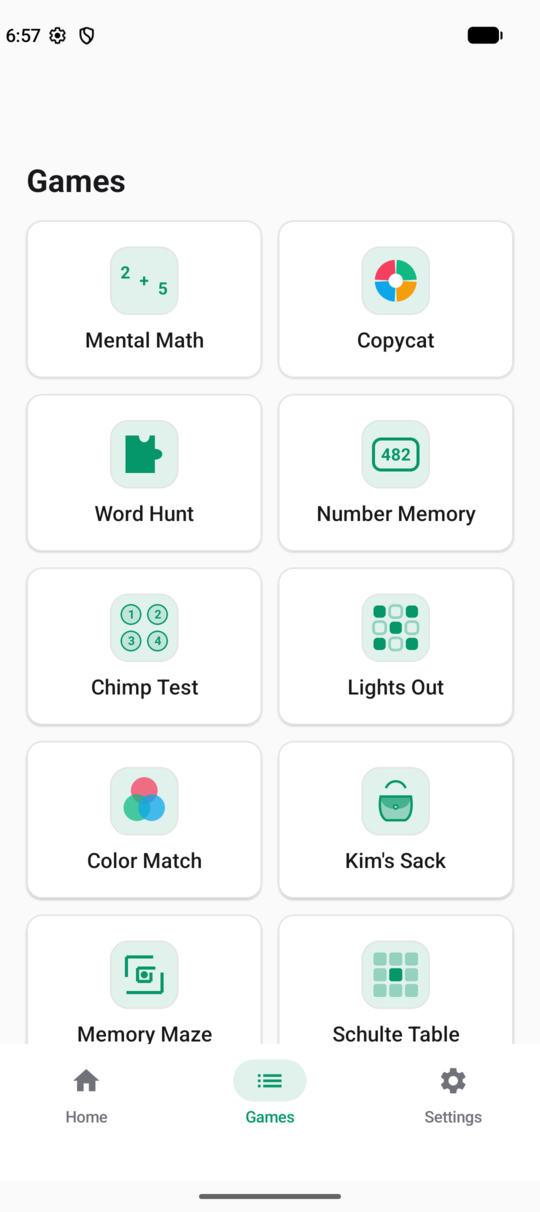 6:57
Games
2 + 5
Mental Math
Copycat
Word Hunt
482
Number Memory
1 2
3 4
Chimp Test
Lights Out
Color Match
Kim's Sack
Memory Maze
Schulte Table
Home
Games
Settings